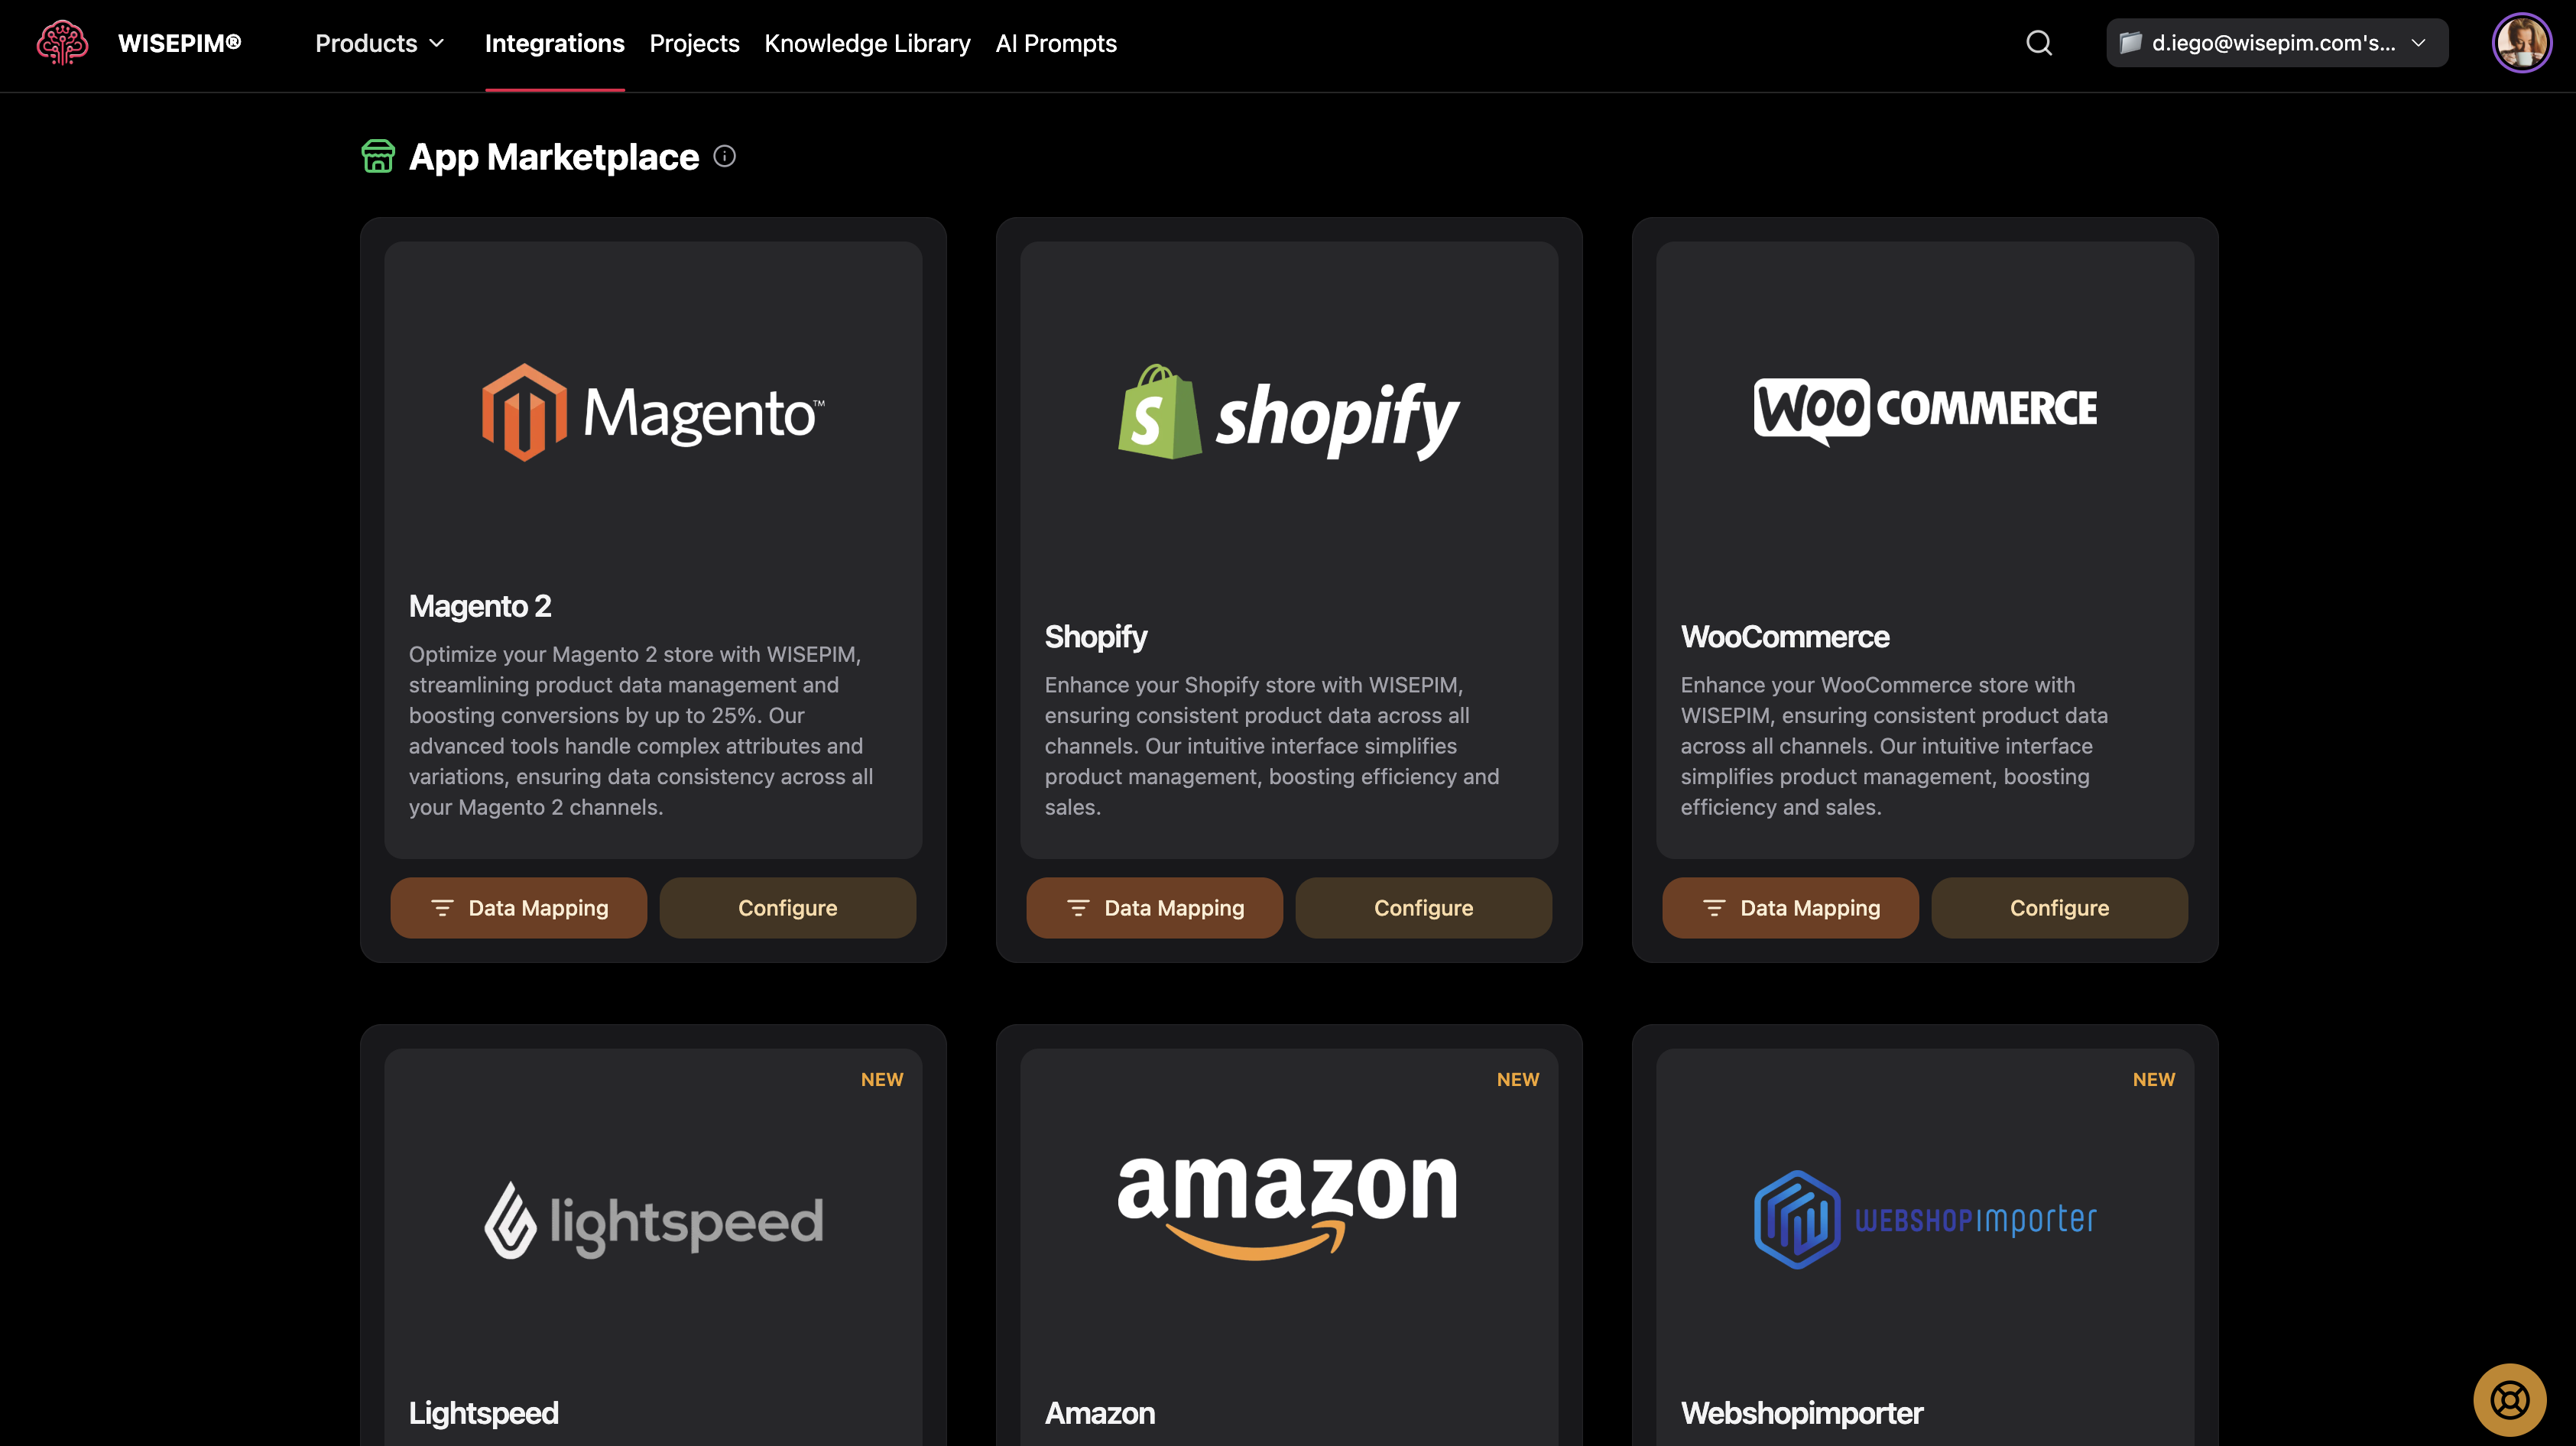 WISEPIM®
Products
Integrations
Projects
Knowledge Library
AI Prompts
d.iego@wisepim.com's...
App Marketplace
Magento™
Magento 2
Optimize your Magento 2 store with WISEPIM,
streamlining product data management and
boosting conversions by up to 25%. Our
advanced tools handle complex attributes and
variations, ensuring data consistency across all
your Magento 2 channels.
Data Mapping
Configure
shopify
Shopify
Enhance your Shopify store with WISEPIM,
ensuring consistent product data across all
channels. Our intuitive interface simplifies
product management, boosting efficiency and
sales.
Data Mapping
Configure
WOO COMMERCE
WooCommerce
Enhance your WooCommerce store with
WISEPIM, ensuring consistent product data
across all channels. Our intuitive interface
simplifies product management, boosting
efficiency and sales.
Data Mapping
Configure
NEW
lightspeed
Lightspeed
NEW
amazon
Amazon
NEW
WEBSHOPIMPORTER
Webshopimporter